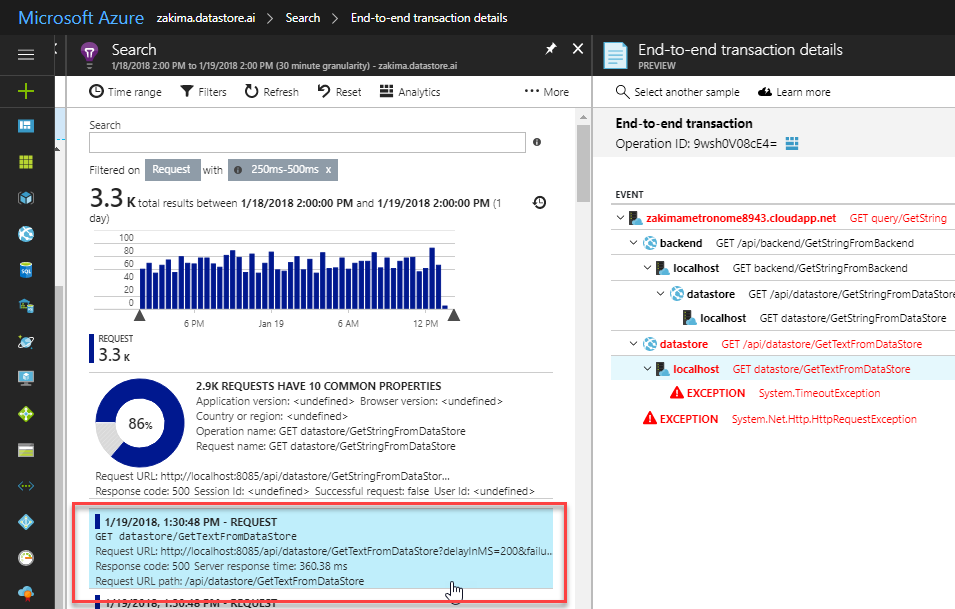 Microsoft Azure zakima.datastore.ai > Search > End-to-end transaction details
Search
1/18/2018 2:00 PM to 1/19/2018 2:00 PM (30 minute granularity) - zakima.datastore.ai
Time range Filters Refresh Reset Analytics ••• More
Search
Filtered on Request with 250ms-500ms x
3.3 K total results between 1/18/2018 2:00:00 PM and 1/19/2018 2:00:00 PM (1
day)
100
80
60
40
20
0
6 PM Jan 19 6 AM 12 PM
REQUEST
3.3 K
86%
2.9K REQUESTS HAVE 10 COMMON PROPERTIES
Application version: <undefined> Browser version: <undefined>
Country or region: <undefined>
Operation name: GET datastore/GetStringFromDataStore
Request name: GET datastore/GetStringFromDataStore
Request URL: http://localhost:8085/api/datastore/GetStringFromDataStor...
Response code: 500 Session Id: <undefined> Successful request: false User Id: <undefined>
1/19/2018, 1:30:48 PM - REQUEST
GET datastore/GetTextFromDataStore
Request URL: http://localhost:8085/api/datastore/GetTextFromDataStore?delayInMS=200&failu...
Response code: 500 Server response time: 360.38 ms
Request URL path: /api/datastore/GetTextFromDataStore
1/19/2018, 1:30:48 PM - REQUEST
End-to-end transaction details
PREVIEW
Select another sample Learn more
End-to-end transaction
Operation ID: 9wsh0V08cE4=
EVENT
zakimametronome8943.cloudapp.net GET query/GetString
backend GET /api/backend/GetStringFromBackend
localhost GET backend/GetStringFromBackend
datastore GET /api/datastore/GetStringFromDataStore
localhost GET datastore/GetStringFromDataStore
datastore GET /api/datastore/GetTextFromDataStore
localhost GET datastore/GetTextFromDataStore
EXCEPTION System.TimeoutException
EXCEPTION System.Net.Http.HttpRequestException
SQL